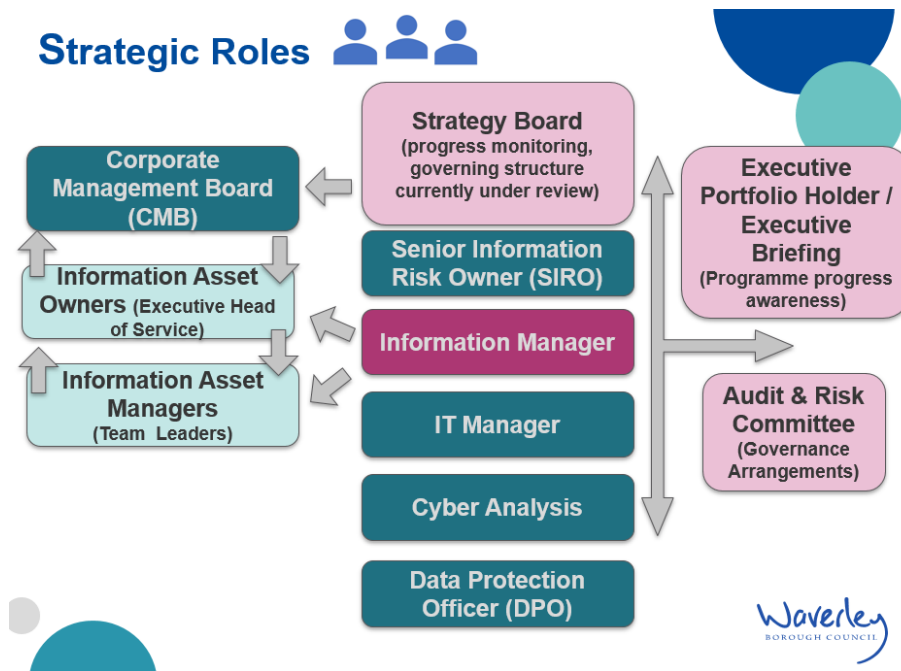 Strategic Roles
Strategy Board
(progress monitoring,
governing structure
currently under review)
Corporate
Management Board
(CMB)
Executive
Portfolio Holder /
Executive
Briefing
(Programme progress
awareness)
Senior Information
Risk Owner (SIRO)
Information Asset
Owners (Executive Head
of Service)
Information Manager
Information Asset
Managers
(Team Leaders)
IT Manager
Audit & Risk
Committee
(Governance
Arrangements)
Cyber Analysis
Data Protection
Officer (DPO)
Waverley
BOROUGH COUNCIL